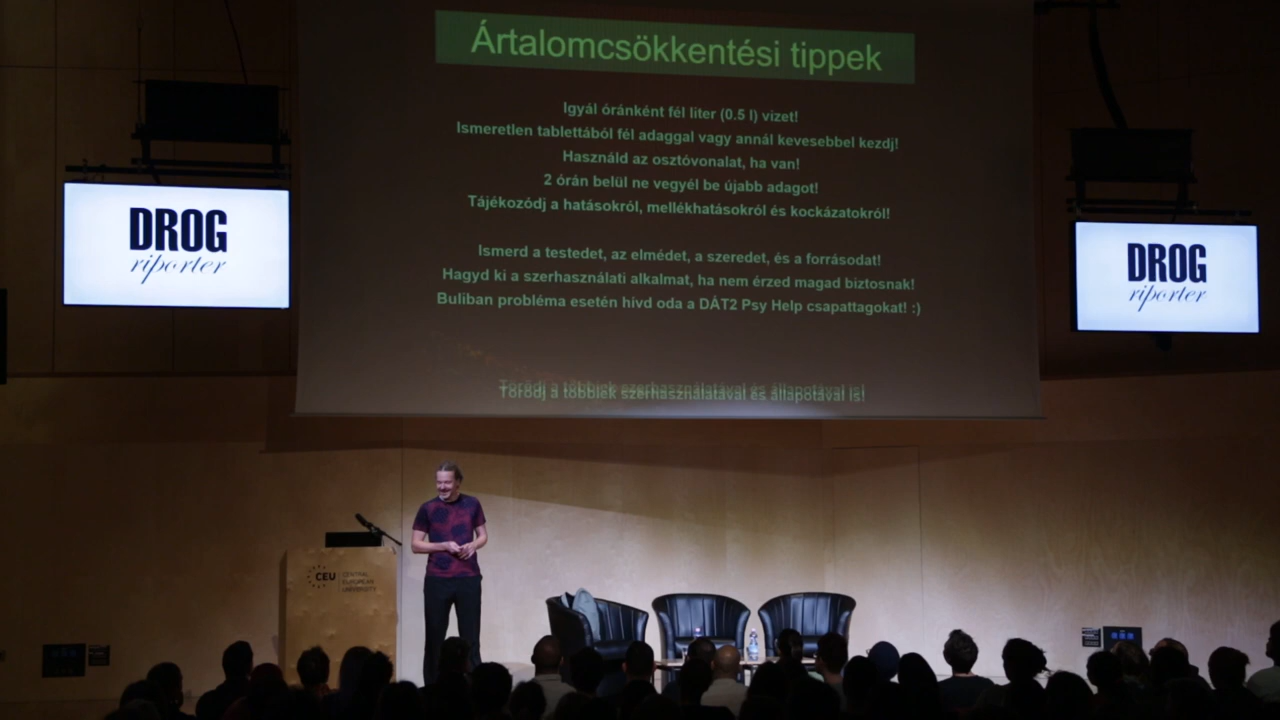 Ártalomcsökkentési tippek
Igyál óránként fél liter (0.5 l) vizet!
Ismeretlen tablettából fél adaggal vagy annál kevesebbel kezdj!
Használd az osztóvonalat, ha van!
2 órán belül ne vegyél be újabb adagot!
Tájékozódj a hatásokról, mellékhatásokról és kockázatokról!
Ismerd a testedet, az elmédet, a szeredet, és a forrásodat!
Hagyd ki a szerhasználati alkalmat, ha nem érzed magad biztosnak!
Buliban probléma esetén hívd oda a DÁT2 Psy Help csapattagokat! :)
Törődj a többiek szerhasználatával és állapotával is!
DROG
riporter
DROG
riporter
CEU
CENTRAL
EUROPEAN
UNIVERSITY